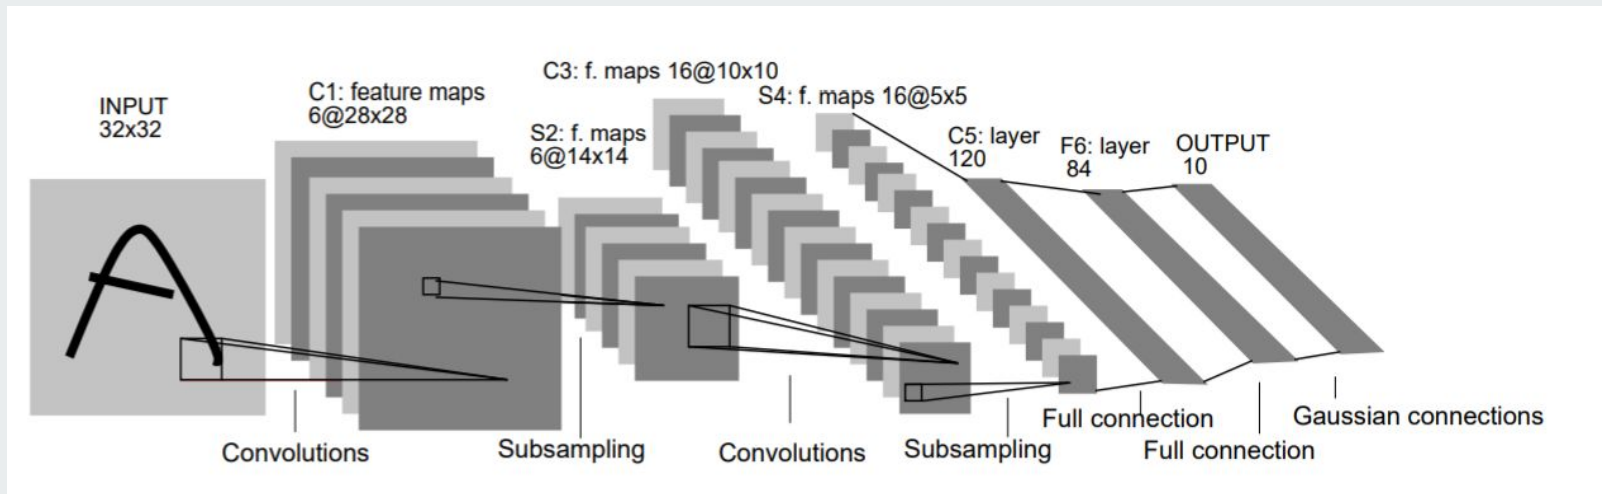 INPUT
32x32
C1: feature maps
6@28x28
S2: f. maps
6@14x14
C3: f. maps 16@10x10
S4: f. maps 16@5x5
C5: layer
120
F6: layer
84
OUTPUT
10
Convolutions
Subsampling
Convolutions
Subsampling
Full connection
Full connection
Gaussian connections